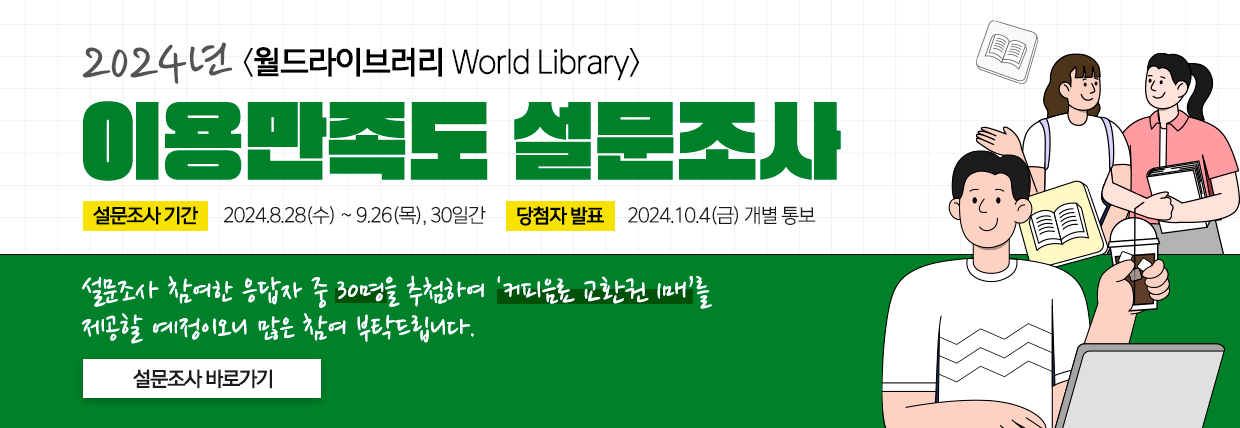 2024년 〈월드라이브러리 World Library〉
이용만족도 설문조사
설문조사 기간 2024.8.28(수) ~ 9.26(목), 30일간 당첨자 발표 2024.10.4(금) 개별 통보
설문조사 참여한 응답자 중 30명을 추첨하여 '커피음료 교환권 1매'를
제공할 예정이오니 많은 참여 부탁드립니다.
설문조사 바로가기